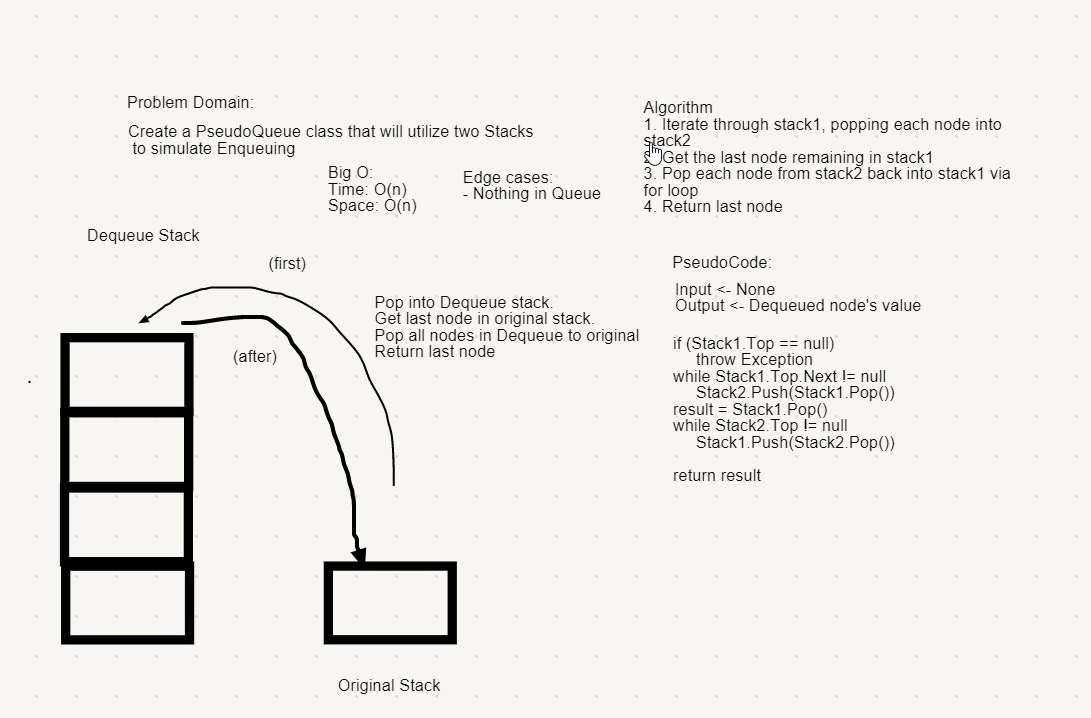 Problem Domain:
Create a PseudoQueue class that will utilize two Stacks
to simulate Enqueuing
Big O:
Time: O(n)
Space: O(n)
Edge cases:
- Nothing in Queue
Algorithm
1. Iterate through stack1, popping each node into
stack2
Get the last node remaining in stack1
3. Pop each node from stack2 back into stack1 via
for loop
4. Return last node
Dequeue Stack
(first)
(after)
Pop into Dequeue stack.
Get last node in original stack.
Pop all nodes in Dequeue to original
Return last node
PseudoCode:
Input <- None
Output <- Dequeued node's value
if (Stack1.Top == null)
throw Exception
while Stack1.Top.Next != null
Stack2.Push(Stack1.Pop())
result = Stack1.Pop()
while Stack2.Top != null
Stack1.Push(Stack2.Pop())
return result
Original Stack